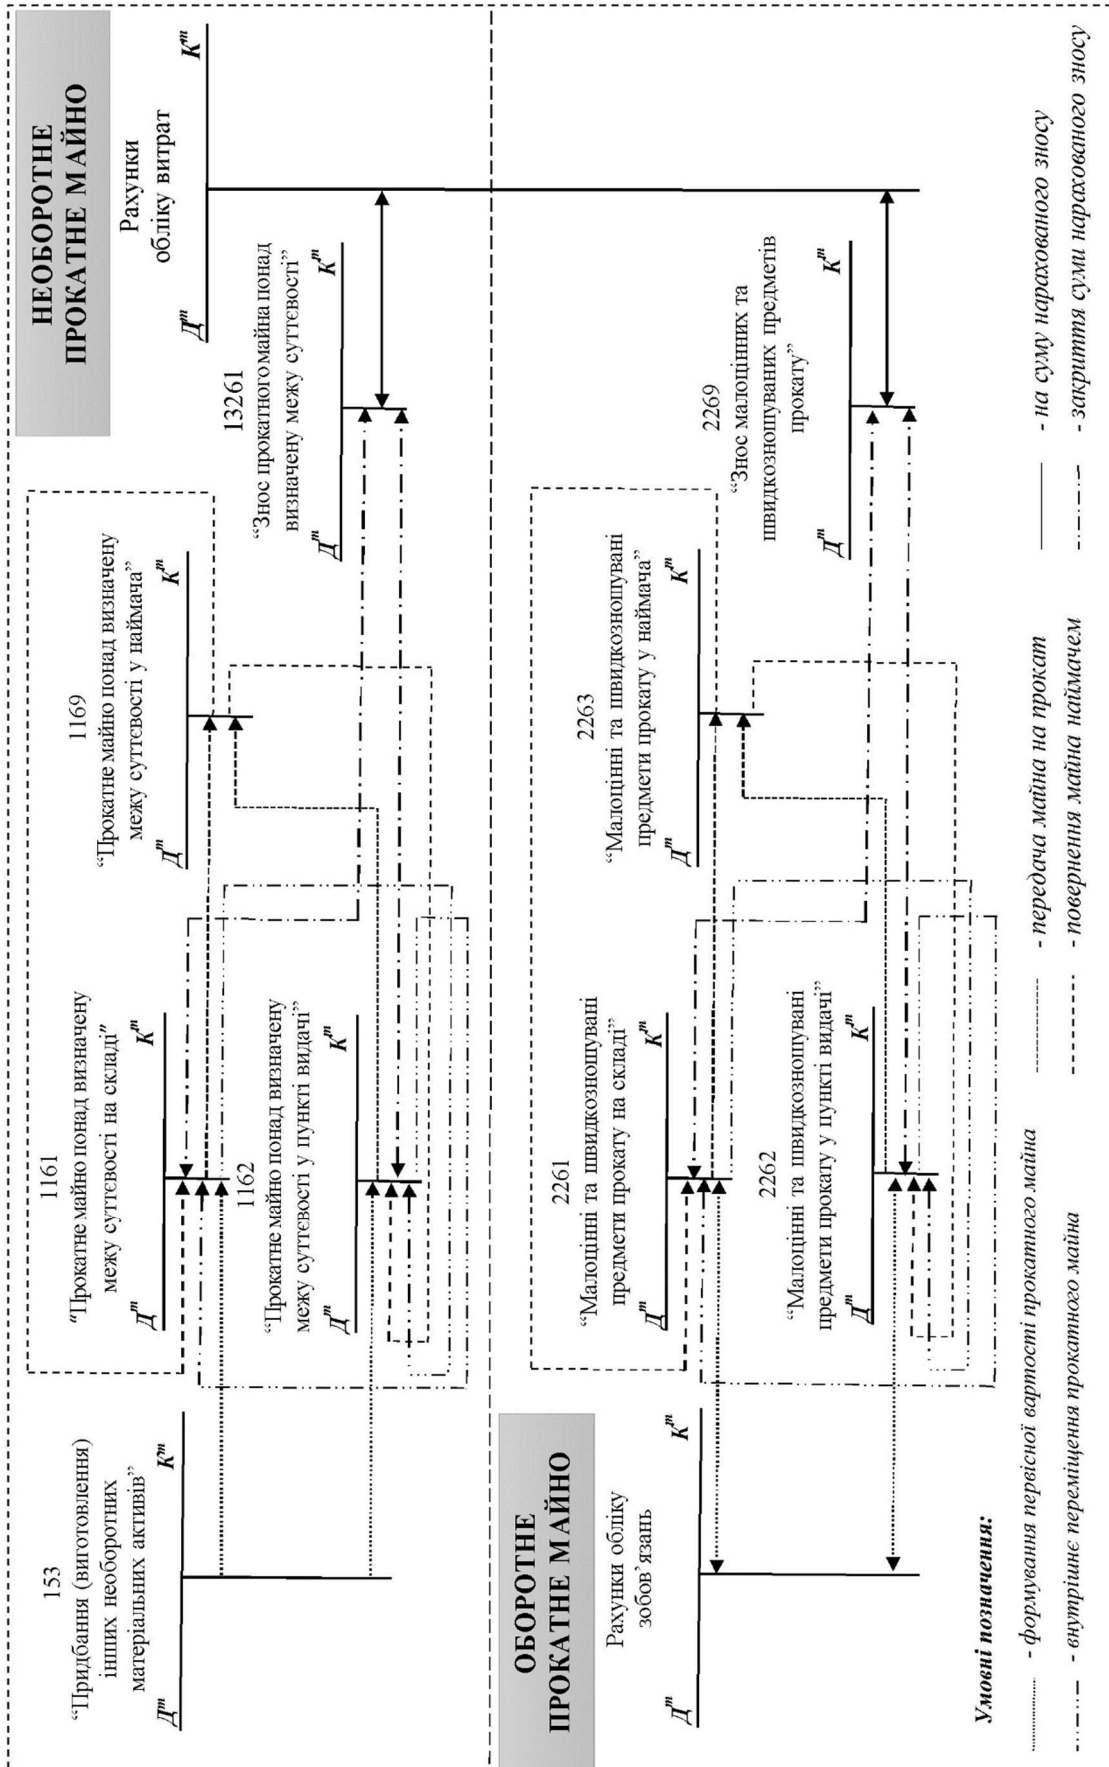 НЕОБОРОТНЕ
ПРОКАТНЕ МАЙНО
153
“Придбання (виготовлення)
інших необоротних
матеріальних активів”
Дт
Кт
1161
"Прокатне майно понад визначену
межу суттєвості на складі"
Дт
Кт
1162
“Прокатне майно понад визначену
межу суттєвості у пункті видачі”
Дт
Кт
1169
“Прокатне майно понад визначену
межу суттєвості у наймача”
Дт
Кт
13261
“Знос прокатного майна понад
визначену межу суттєвості”
Дт
Кт
Рахунки
обліку витрат
Дт
Кт
ОБОРОТНЕ
ПРОКАТНЕ МАЙНО
Рахунки обліку
зобов’язань
Дт
Кт
2261
“Малоцінні та швидкозношувані
предмети прокату на складі”
Дт
Кт
2262
“Малоцінні та швидкозношувані
предмети прокату у пункті видачі”
Дт
Кт
2263
“Малоцінні та швидкозношувані
предмети прокату у наймача”
Дт
Кт
2269
“Знос малоцінних та
швидкозношуваних предметів
прокату”
Дт
Кт
Умовні позначення:
- формування первісної вартості прокатного майна
- передача майна на прокат
- на суму нарахованого зносу
- внутрішнє переміщення прокатного майна
- повернення майна наймачем
- закриття суми нарахованого зносу